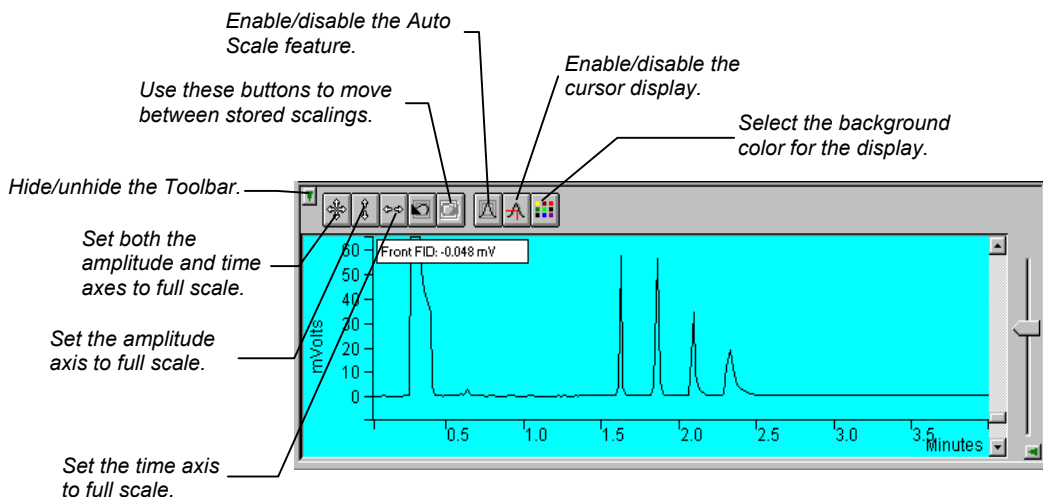 Enable/disable the Auto
Scale feature.
Enable/disable the
cursor display.
Use these buttons to move
between stored scalings.
Select the background
color for the display.
Hide/unhide the Toolbar.
Set both the
amplitude and time
axes to full scale.
Set the amplitude
axis to full scale.
Set the time axis
to full scale.
Front FID: -0.048 mV
60
50
40
30
20
10
0
mVolts
0.5 1.0 1.5 2.0 2.5 3.0 3.5
Minutes